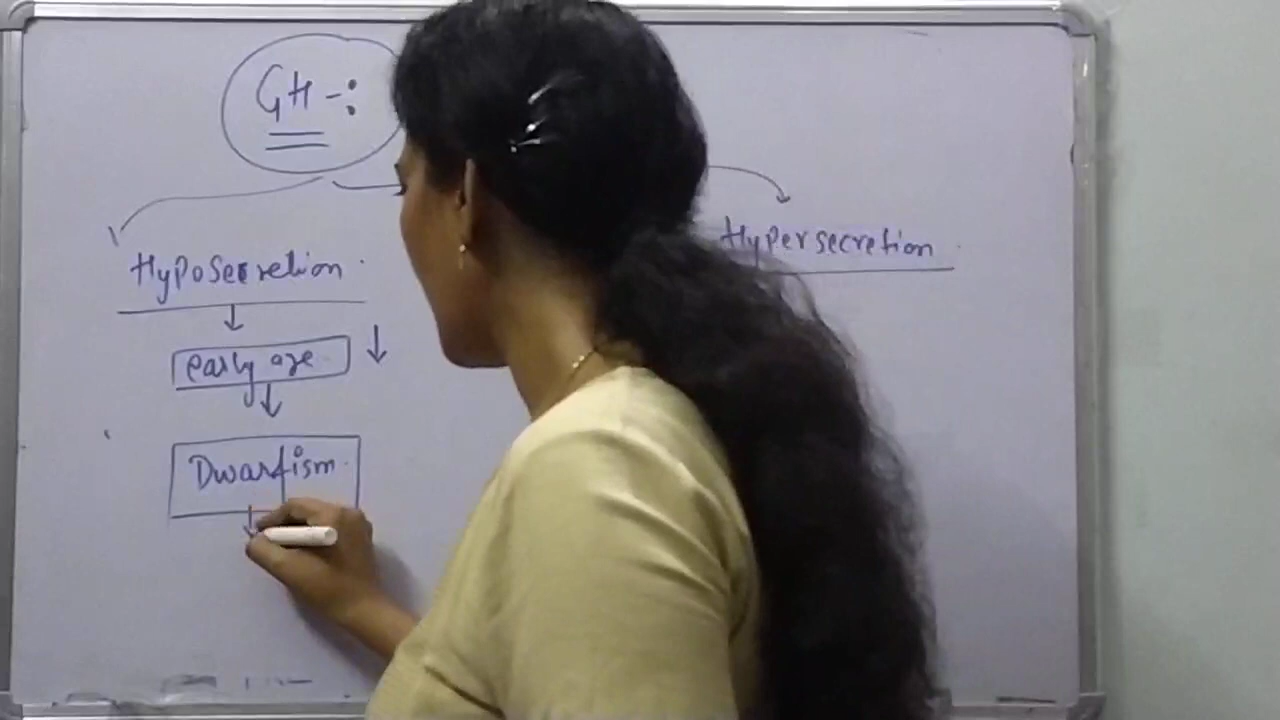 GH -:
Hyposecretion.
Hypersecretion.
early age
Dwarfism.